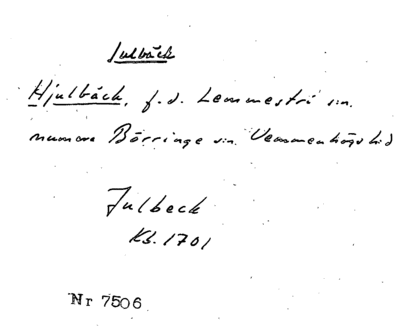 Julbäck
Hjulbäck, f.d. Lemmeströ sn.
numera Börringe sn. Vemmenhögs hd
Julbeck
Kb. 1701
Nr 7506